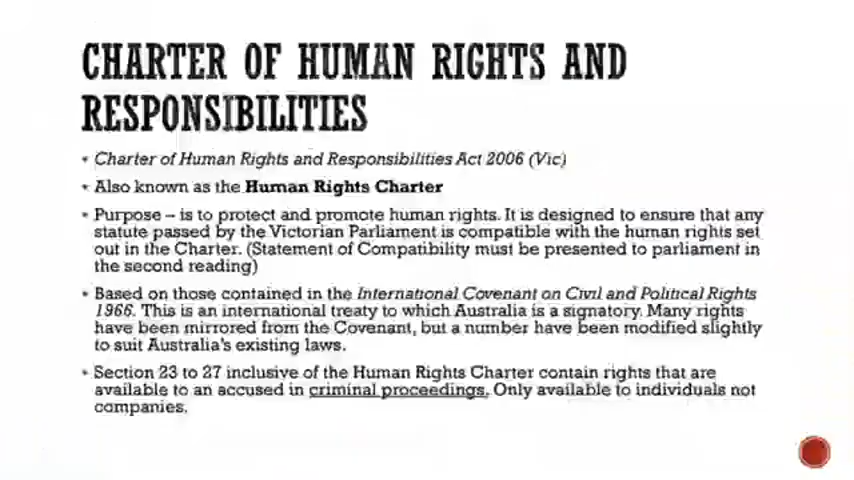 CHARTER OF HUMAN RIGHTS AND
RESPONSIBILITIES
• Charter of Human Rights and Responsibilities Act 2006 (Vic)
• Also known as the Human Rights Charter
• Purpose – is to protect and promote human rights. It is designed to ensure that any
statute passed by the Victorian Parliament is compatible with the human rights set
out in the Charter. (Statement of Compatibility must be presented to parliament in
the second reading)
• Based on those contained in the International Covenant on Civil and Political Rights
1966. This is an international treaty to which Australia is a signatory. Many rights
have been mirrored from the Covenant, but a number have been modified slightly
to suit Australia's existing laws.
• Section 23 to 27 inclusive of the Human Rights Charter contain rights that are
available to an accused in criminal proceedings. Only available to individuals not
companies.